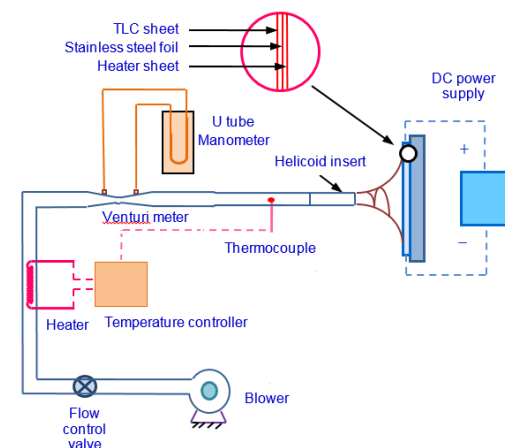 TLC sheet
Stainless steel foil
Heater sheet
DC power
supply
U tube
Manometer
+
Helicoid insert
Venturi meter
–
Thermocouple
Heater
Temperature controller
Blower
Flow
control
valve